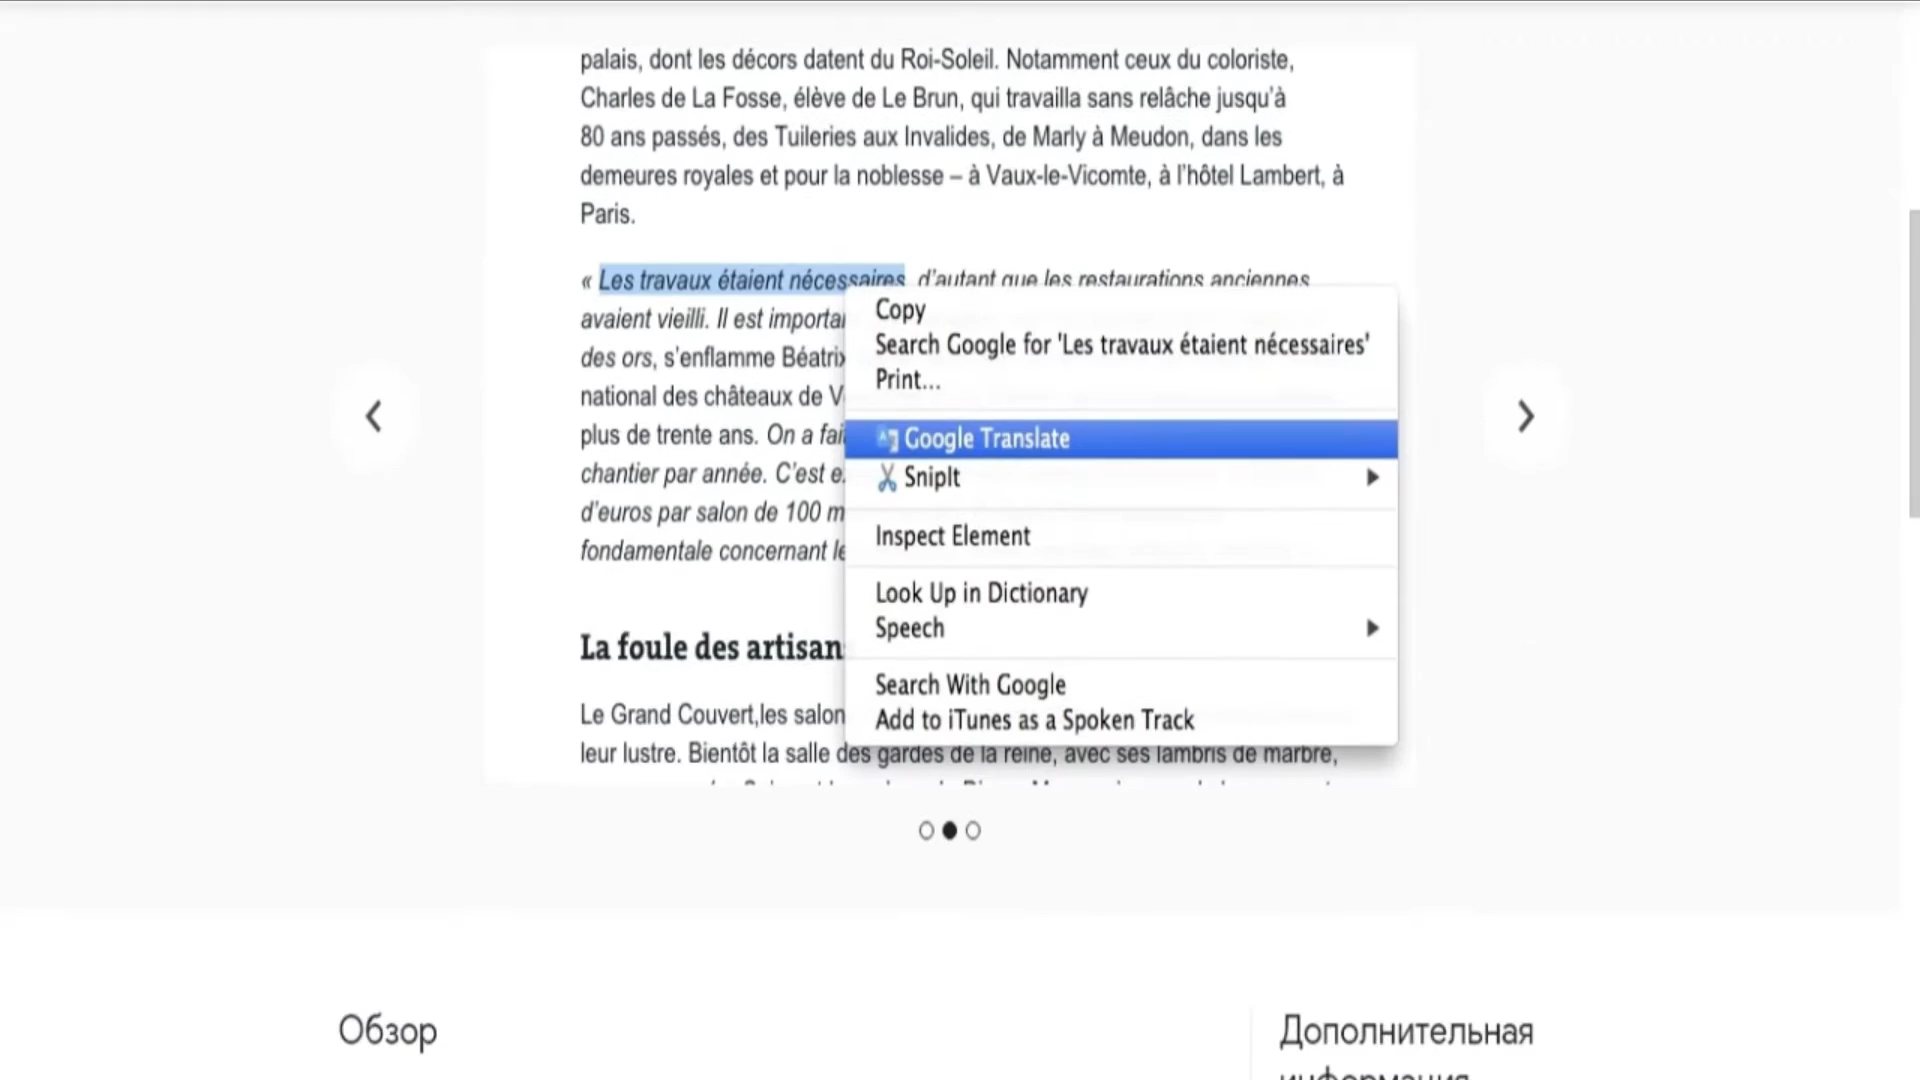 palais, dont les décors datent du Roi-Soleil. Notamment ceux du coloriste,
Charles de La Fosse, élève de Le Brun, qui travailla sans relâche jusqu'à
80 ans passés, des Tuileries aux Invalides, de Marly à Meudon, dans les
demeures royales et pour la noblesse – à Vaux-le-Vicomte, à l'hôtel Lambert, à
Paris.
« Les travaux étaient nécessaires, d'autant que les restaurations anciennes
avaient vieilli. Il est importan
des ors, s'enflamme Béatrix
national des châteaux de V
plus de trente ans. On a fai
chantier par année. C'est e
d'euros par salon de 100 m
fondamentale concernant le
Copy
Search Google for 'Les travaux étaient nécessaires'
Print...
Google Translate
SnipIt
Inspect Element
Look Up in Dictionary
Speech
Search With Google
Add to iTunes as a Spoken Track
La foule des artisans
Le Grand Couvert,les salon
leur lustre. Bientôt la salle des gardes de la reine, avec ses lambris de marbre,
Обзор
Дополнительная
информация